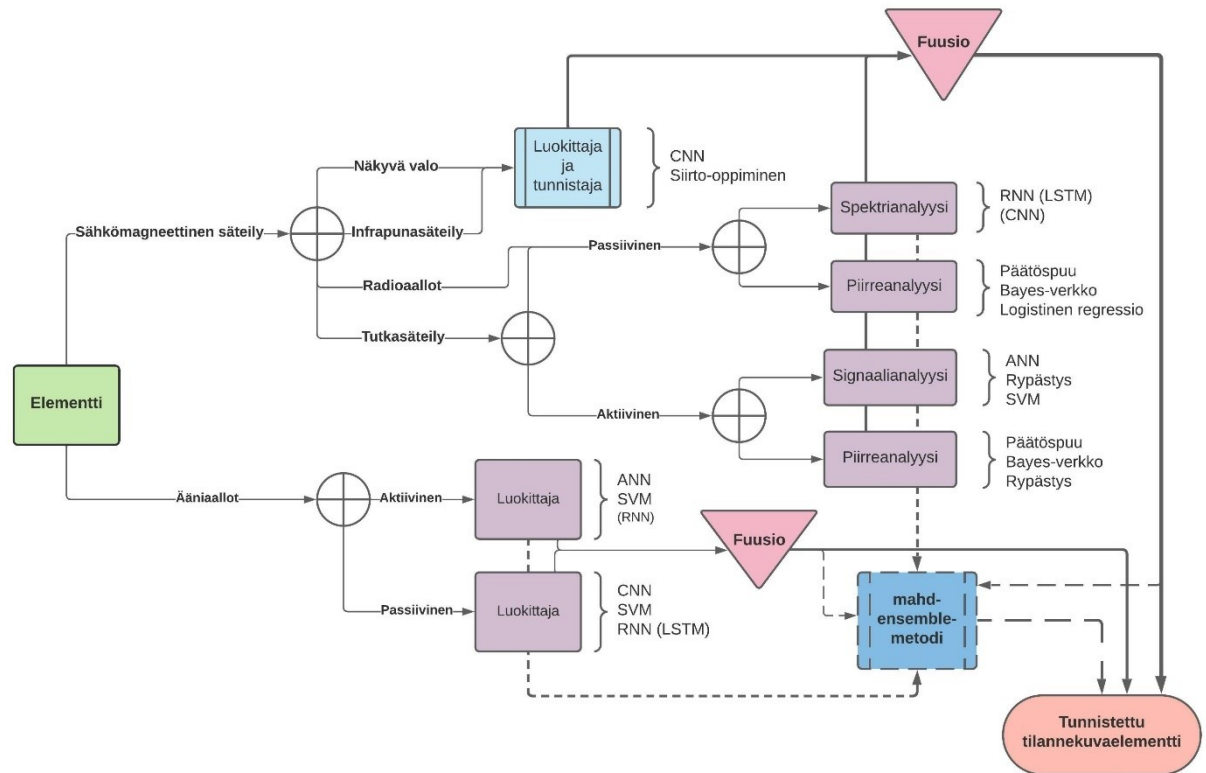 Fuusio
Luokittaja
ja
tunnistaja
CNN
Siirto-oppiminen
Näkyvä valo
Sähkömagneettinen säteily
Infrapunasäteily
Passiivinen
Spektrianalyysi
RNN (LSTM)
(CNN)
Radioaallot
Piirreanalyysi
Päätöspuu
Bayes-verkko
Logistinen regressio
Tutkasäteily
Elementti
Signaalianalyysi
ANN
Rypästys
SVM
Aktiivinen
Piirreanalyysi
Päätöspuu
Bayes-verkko
Rypästys
Ääniaallot
Aktiivinen
Luokittaja
ANN
SVM
(RNN)
Fuusio
Passiivinen
Luokittaja
CNN
SVM
RNN (LSTM)
mahd-
ensemble-
metodi
Tunnistettu
tilannekuvaelementti